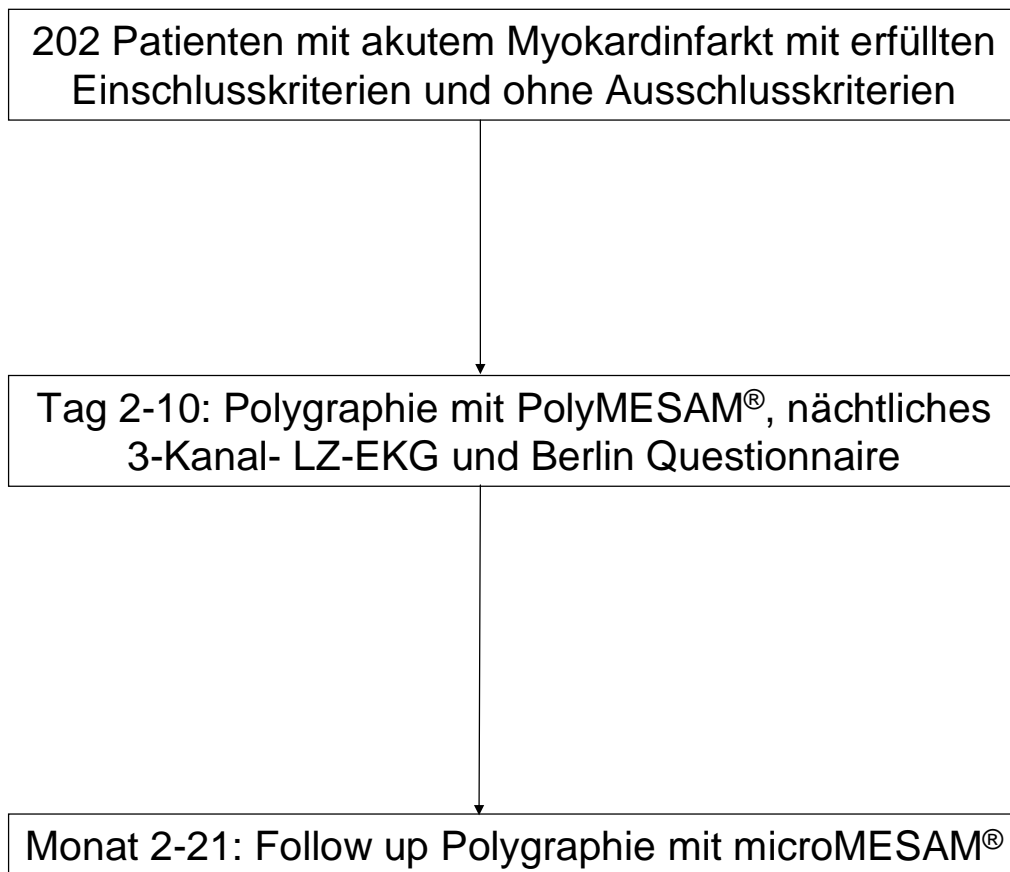 202 Patienten mit akutem Myokardinfarkt mit erfüllten
Einschlusskriterien und ohne Ausschlusskriterien
Tag 2-10: Polygraphie mit PolyMESAM®, nächtliches
3-Kanal- LZ-EKG und Berlin Questionnaire
Monat 2-21: Follow up Polygraphie mit microMESAM®